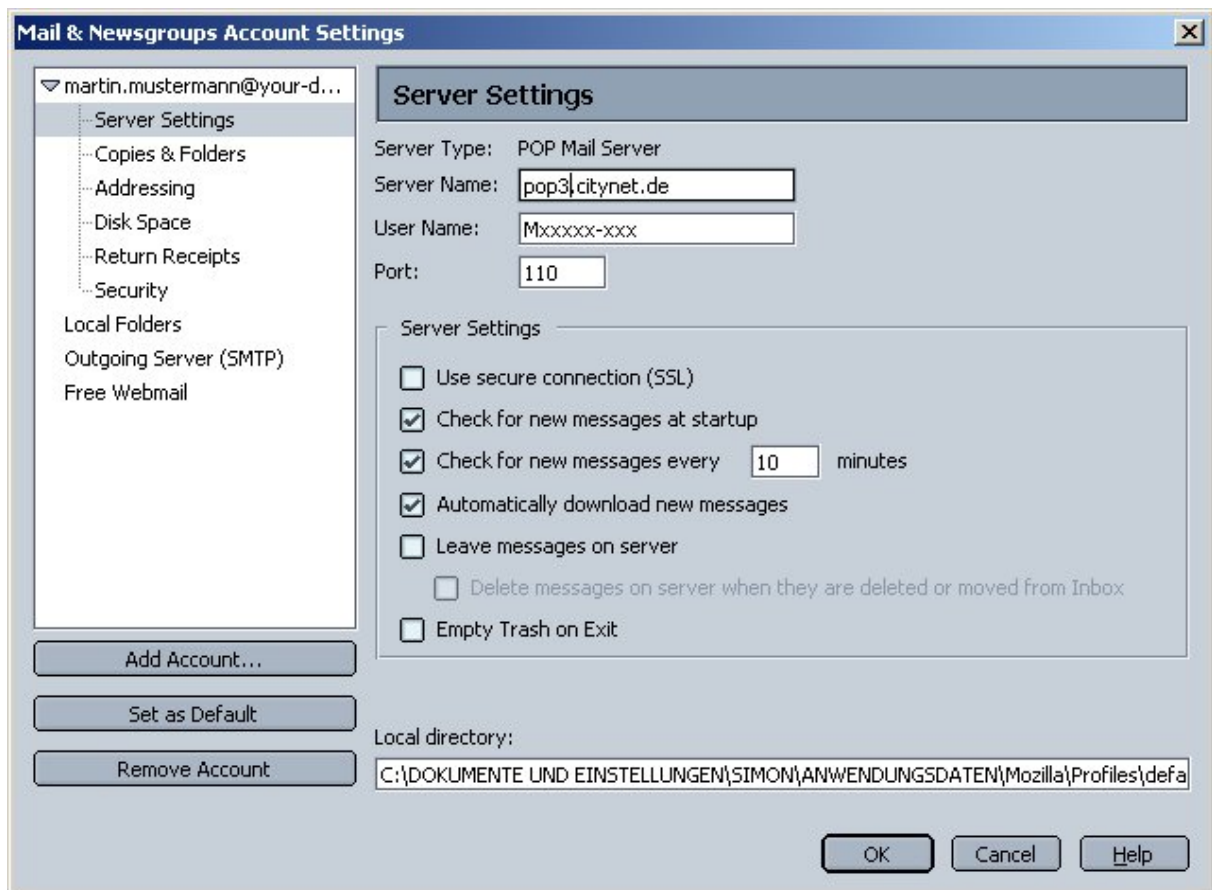 Mail & Newsgroups Account Settings
martin.mustermann@your-d...
Server Settings
Copies & Folders
Addressing
Disk Space
Return Receipts
Security
Local Folders
Outgoing Server (SMTP)
Free Webmail
Add Account...
Set as Default
Remove Account
Server Settings
Server Type: POP Mail Server
Server Name: pop3.citynet.de
User Name: Mxxxxx-xxx
Port: 110
Server Settings
Use secure connection (SSL)
Check for new messages at startup
Check for new messages every 10 minutes
Automatically download new messages
Leave messages on server
Delete messages on server when they are deleted or moved from Inbox
Empty Trash on Exit
Local directory:
C:\DOKUMENTE UND EINSTELLUNGEN\SIMON\ANWENDUNGSDATEN\Mozilla\Profiles\defa
OK Cancel Help